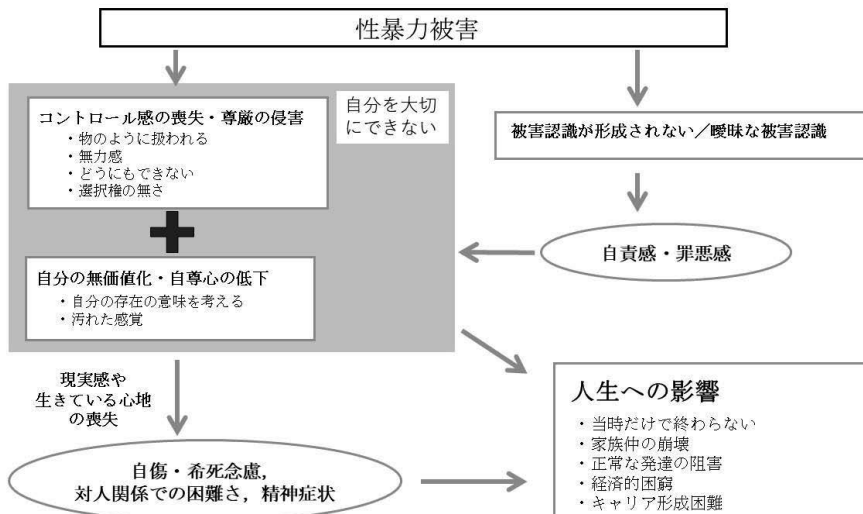 性暴力被害
コントロール感の喪失・尊厳の侵害
・物のように扱われる
・無力感
・どうにもできない
・選択権の無さ
自分を大切
にできない
自分の無価値化・自尊心の低下
・自分の存在の意味を考える
・汚れた感覚
被害認識が形成されない／曖昧な被害認識
自責感・罪悪感
現実感や
生きている心地
の喪失
自傷・希死念慮，
対人関係での困難さ，精神症状
人生への影響
・当時だけで終わらない
・家族仲の崩壊
・正常な発達の阻害
・経済的困窮
・キャリア形成困難